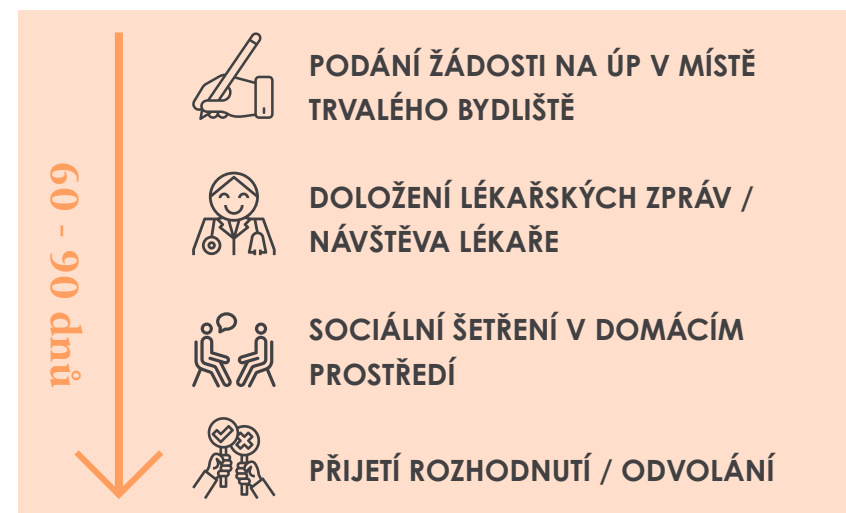 60 - 90 dnů
PODÁNÍ ŽÁDOSTI NA ÚP V MÍSTĚ
TRVALÉHO BYDLIŠTĚ
DOLOŽENÍ LÉKAŘSKÝCH ZPRÁV /
NÁVŠTĚVA LÉKAŘE
SOCIÁLNÍ ŠETŘENÍ V DOMÁCÍM
PROSTŘEDÍ
PŘIJETÍ ROZHODNUTÍ / ODVOLÁNÍ